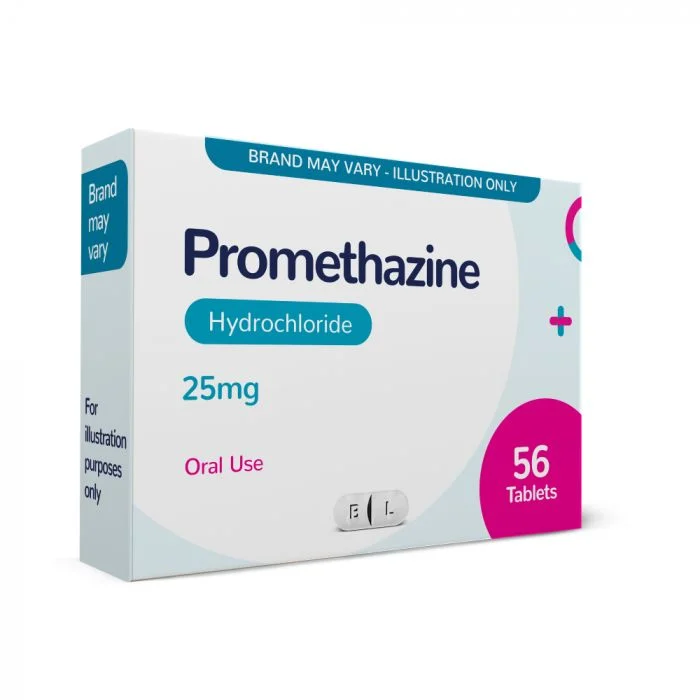 BRAND MAY VARY - ILLUSTRATION ONLY
Brand
may
vary
Promethazine
Hydrochloride
25mg
Oral Use
For
illustration
purposes
only
56
Tablets
E L